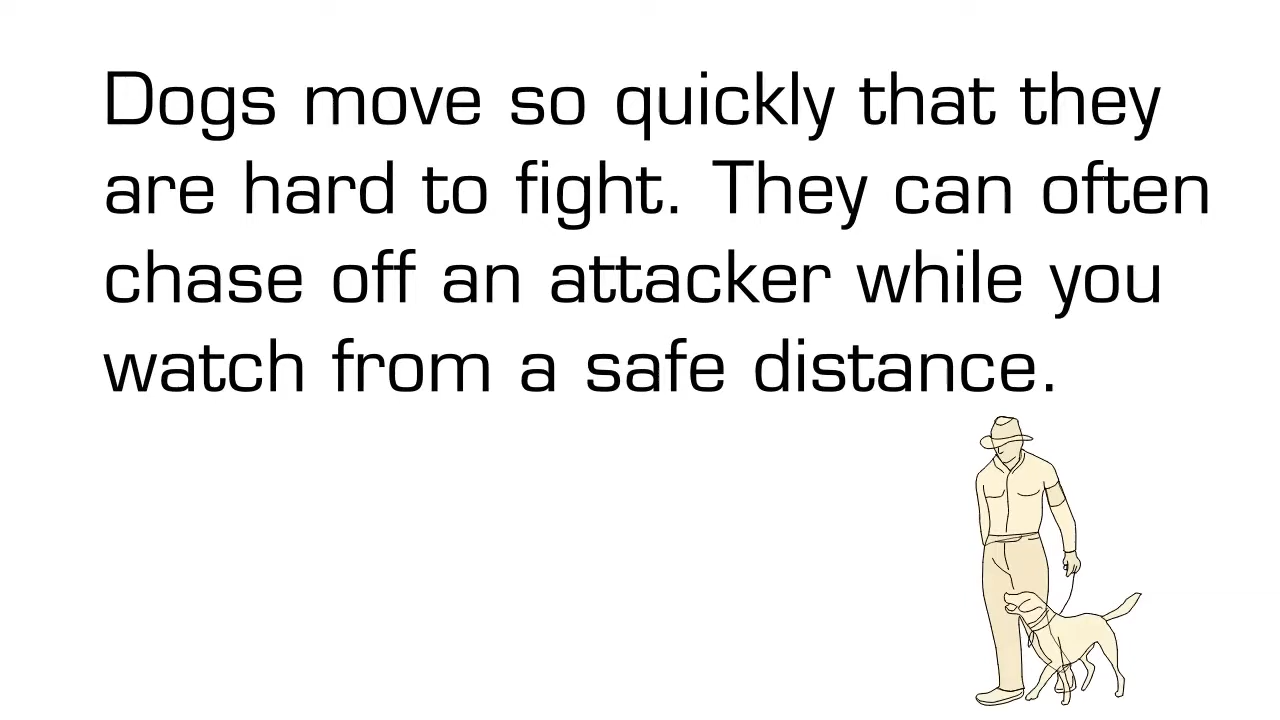 Dogs move so quickly that they
are hard to fight. They can often
chase off an attacker while you
watch from a safe distance.